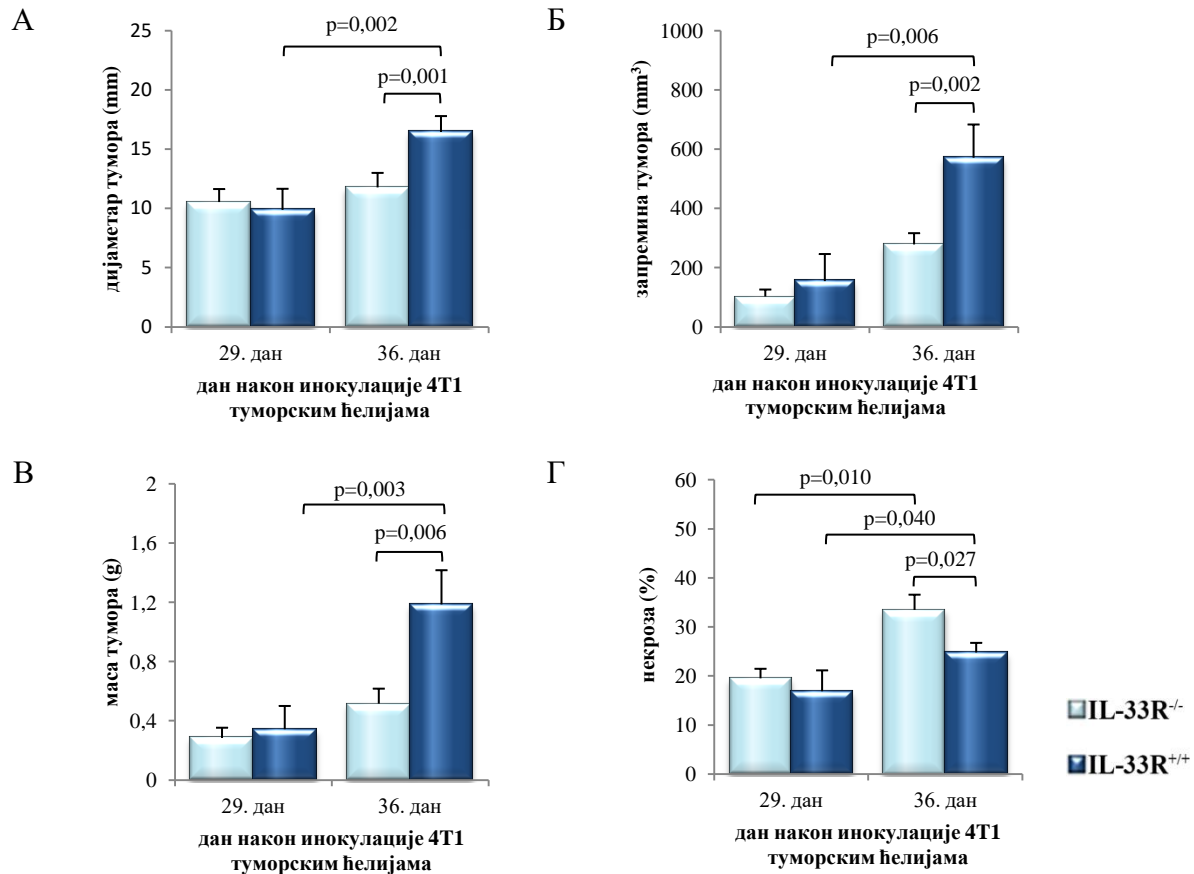 А
25
20
15
10
5
0
дијаметар тумора (mm)
p=0,002
p=0,001
29. дан
36. дан
дан након инокулације 4T1
туморским ћелијама
Б
1000
800
600
400
200
0
запремина тумора (mm³)
p=0,006
p=0,002
29. дан
36. дан
дан након инокулације 4T1
туморским ћелијама
В
2
1,6
1,2
0,8
0,4
0
маса тумора (g)
p=0,003
p=0,006
29. дан
36. дан
дан након инокулације 4T1
туморским ћелијама
Г
60
50
40
30
20
10
0
некроза (%)
p=0,010
p=0,040
p=0,027
29. дан
36. дан
дан након инокулације 4T1
туморским ћелијама
IL-33R-/-
IL-33R+/+